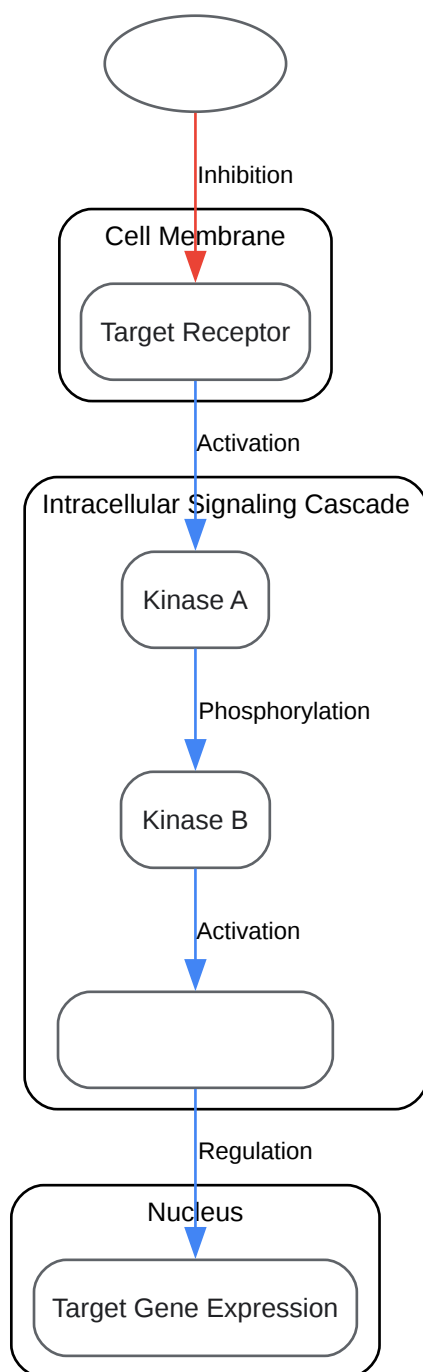 Inhibition
Cell Membrane
Target Receptor
Activation
Intracellular Signaling Cascade
Kinase A
Phosphorylation
Kinase B
Activation
Regulation
Nucleus
Target Gene Expression